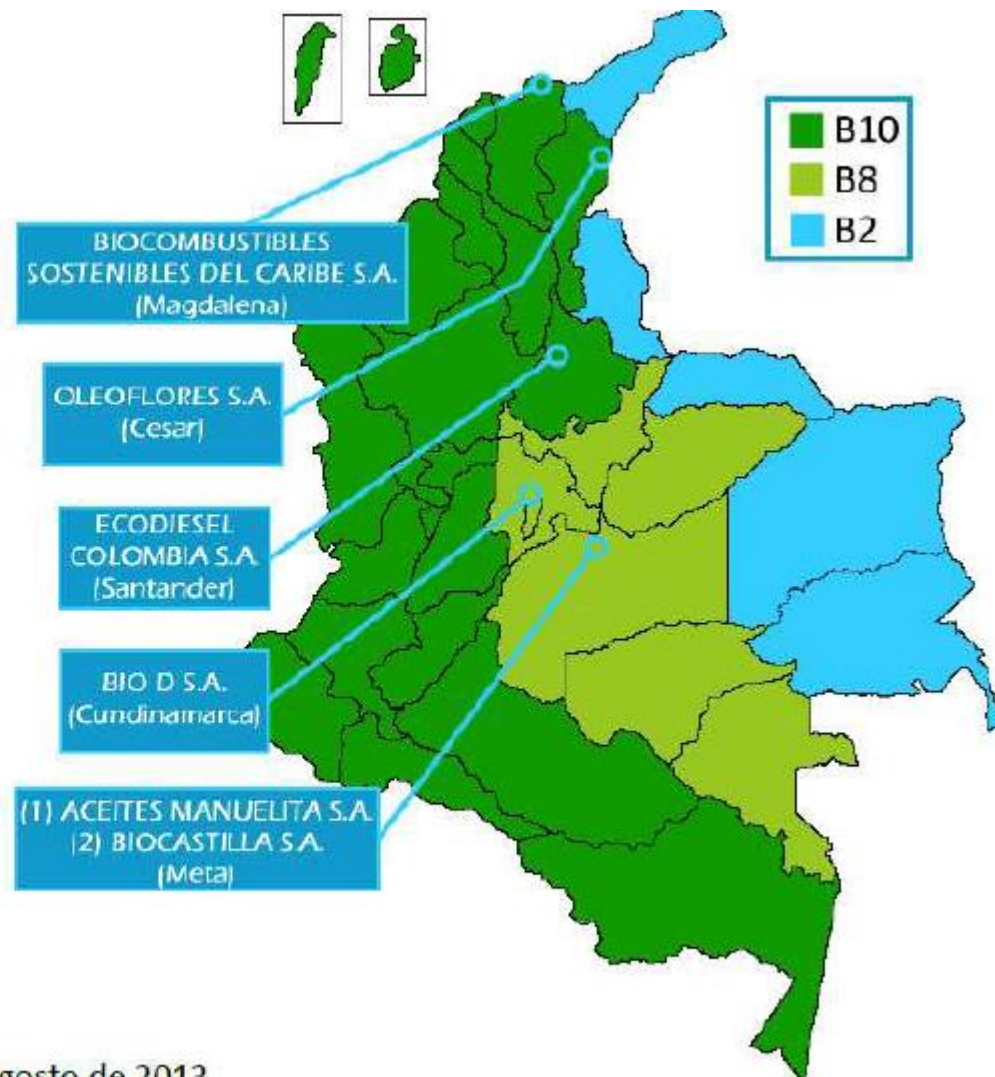 B10
B8
B2
BIOCOMBUSTIBLES
SOSTENIBLES DEL CARIBE S.A.
(Magdalena)
OLEOFLORES S.A.
(Cesar)
ECODIESEL
COLOMBIA S.A.
(Santander)
BIO D S.A.
(Cundinamarca)
(1) ACEITES MANUELITA S.A.
(2) BIOCASTILLA S.A.
(Meta)
gosto de 2013